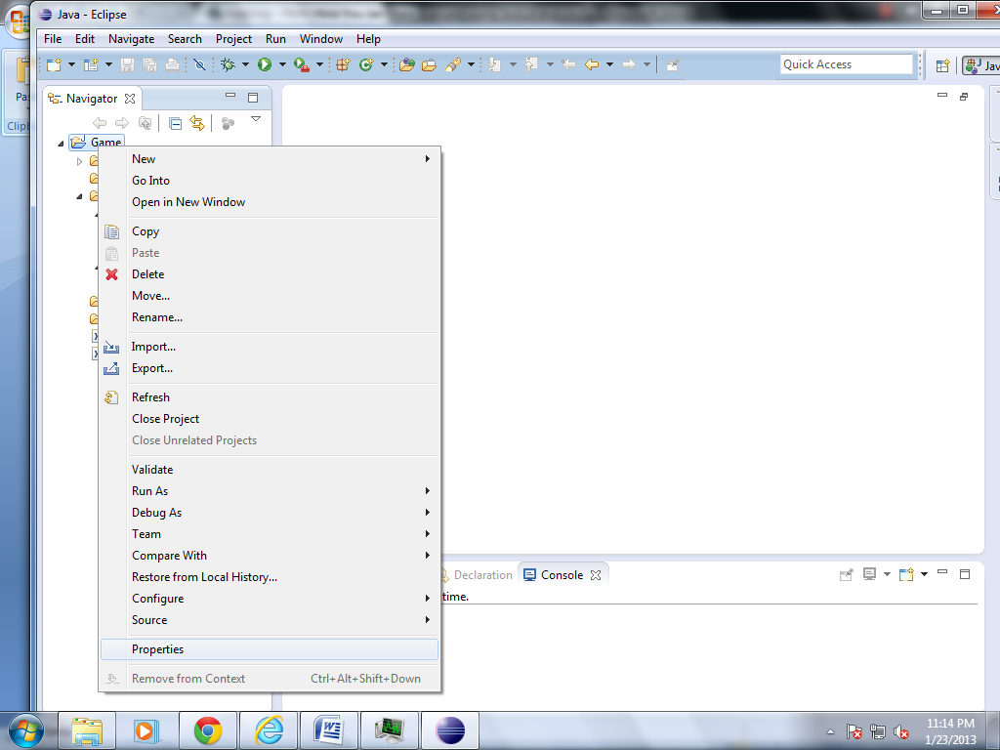 Java - Eclipse
File Edit Navigate Search Project Run Window Help
Quick Access
Navigator
Game
New
Go Into
Open in New Window
Copy
Paste
Delete
Move...
Rename...
Import...
Export...
Refresh
Close Project
Close Unrelated Projects
Validate
Run As
Debug As
Team
Compare With
Restore from Local History...
Configure
Source
Properties
Remove from Context Ctrl+Alt+Shift+Down
Declaration Console
time.
11:14 PM
1/23/2013